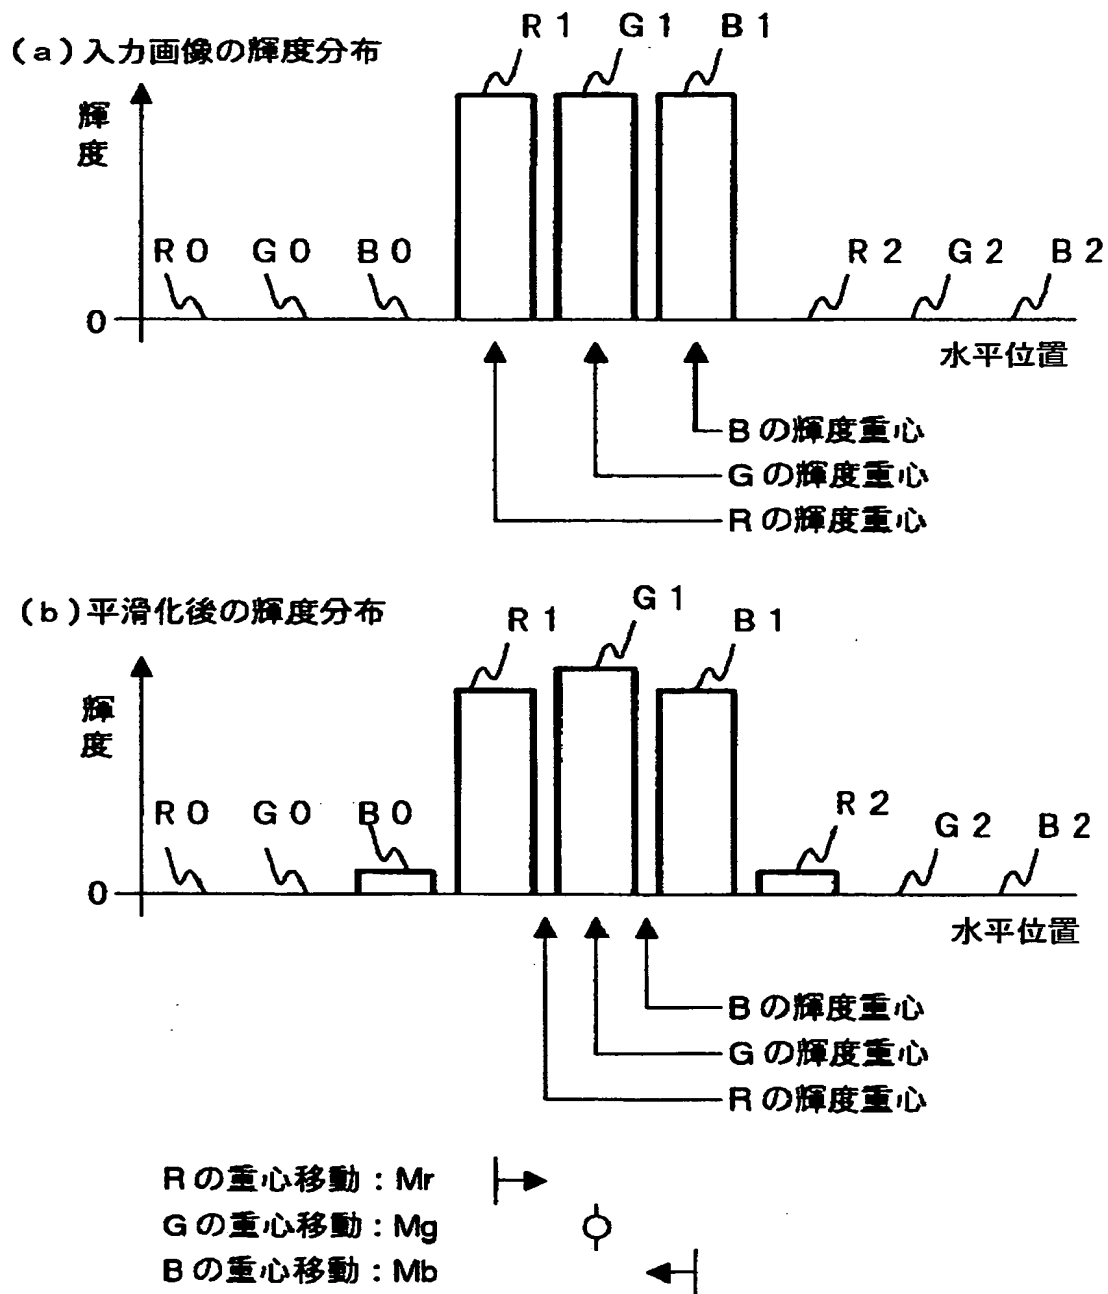 (a)入力画像の輝度分布
R1 G1 B1
輝度
R0 G0 B0 R2 G2 B2
0
水平位置
Bの輝度重心
Gの輝度重心
Rの輝度重心
(b)平滑化後の輝度分布
R1 G1 B1
輝度
R0 G0 B0 R2 G2 B2
0
水平位置
Bの輝度重心
Gの輝度重心
Rの輝度重心
Rの重心移動:Mr
Gの重心移動:Mg
Bの重心移動:Mb